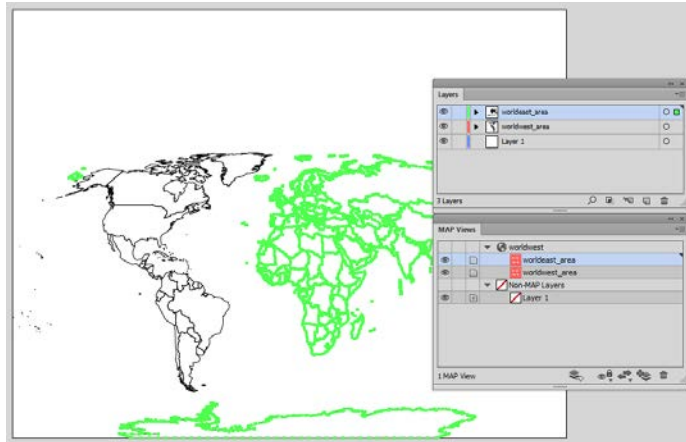 Layers
worldeast_area
worldwest_area
Layer 1
3 Layers
MAP Views
worldwest
worldeast_area
worldwest_area
Non-MAP Layers
Layer 1
1 MAP View